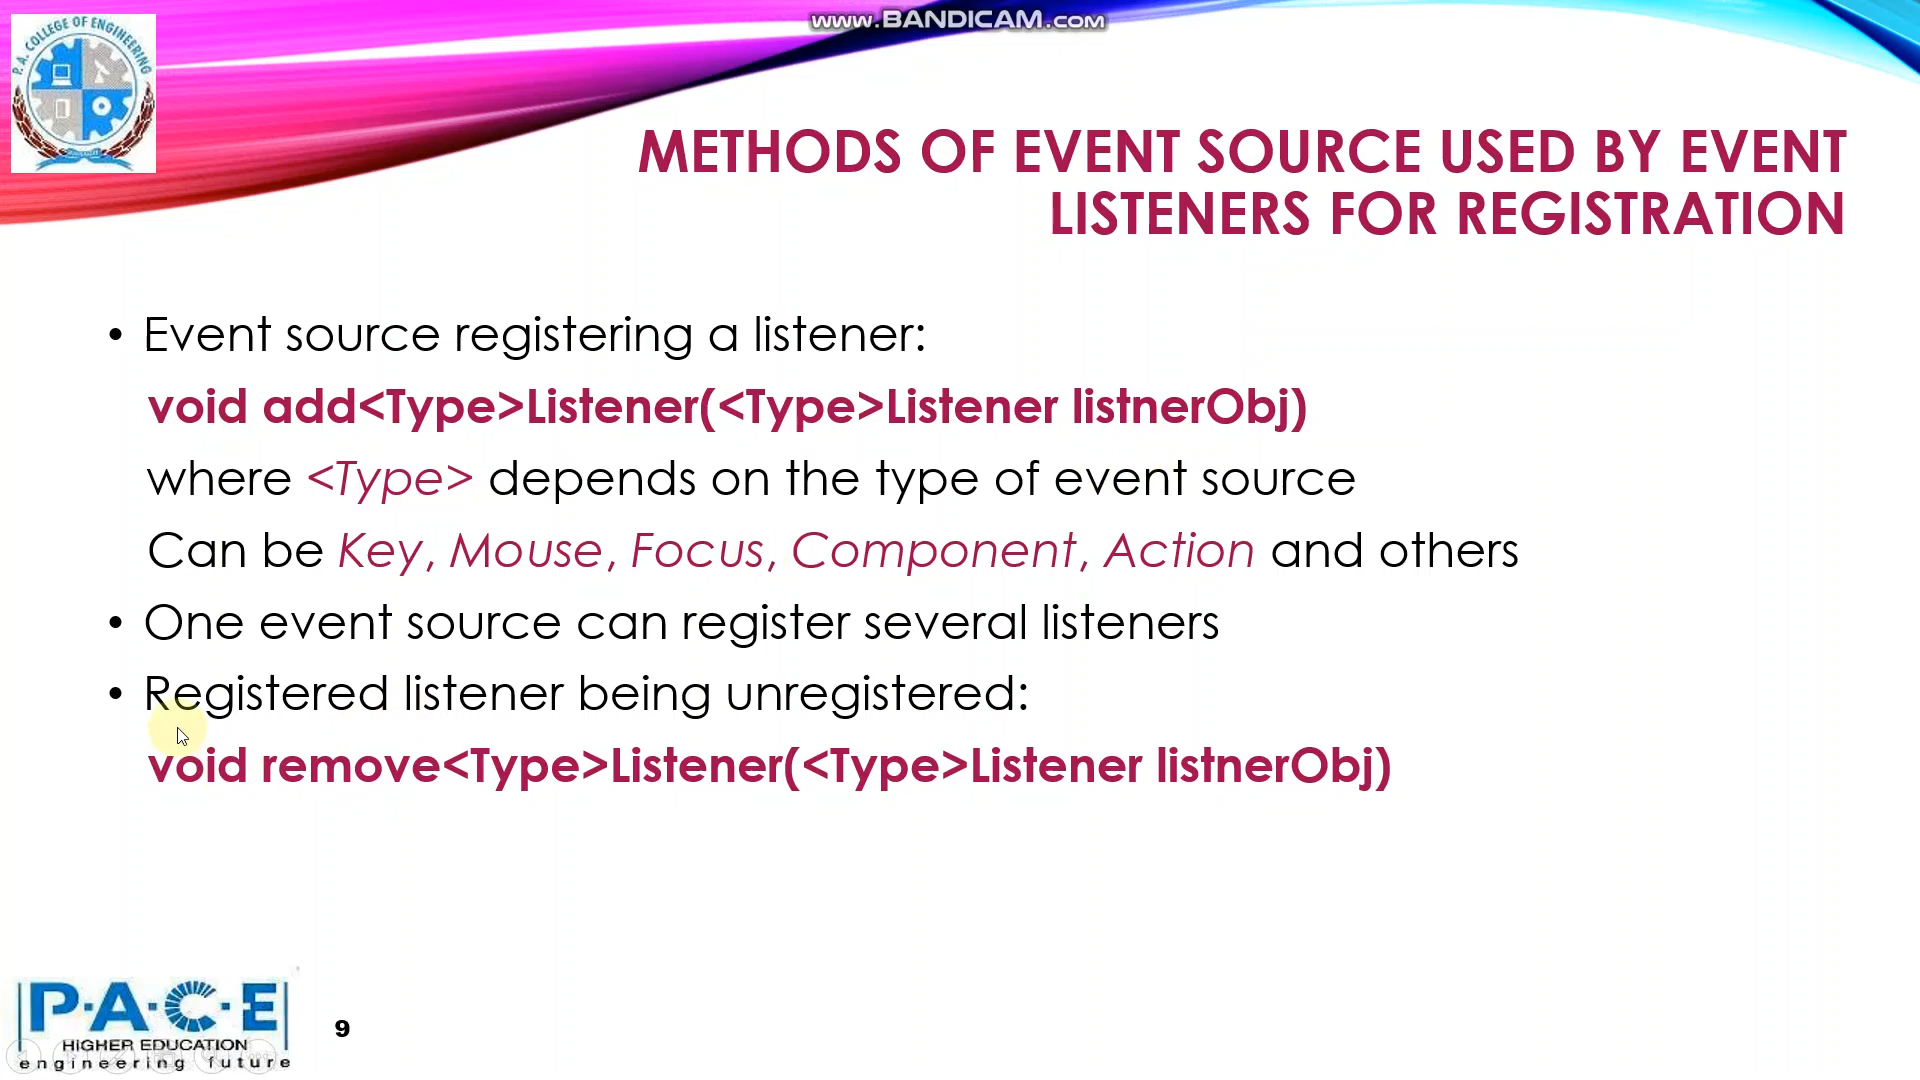 www.BANDICAM.com
P.A. COLLEGE OF ENGINEERING
METHODS OF EVENT SOURCE USED BY EVENT
LISTENERS FOR REGISTRATION
• Event source registering a listener:
void add<Type>Listener(<Type>Listener listnerObj)
where <Type> depends on the type of event source
Can be Key, Mouse, Focus, Component, Action and others
• One event source can register several listeners
• Registered listener being unregistered:
void remove<Type>Listener(<Type>Listener listnerObj)
P·A·C·E
HIGHER EDUCATION
engineering future
9